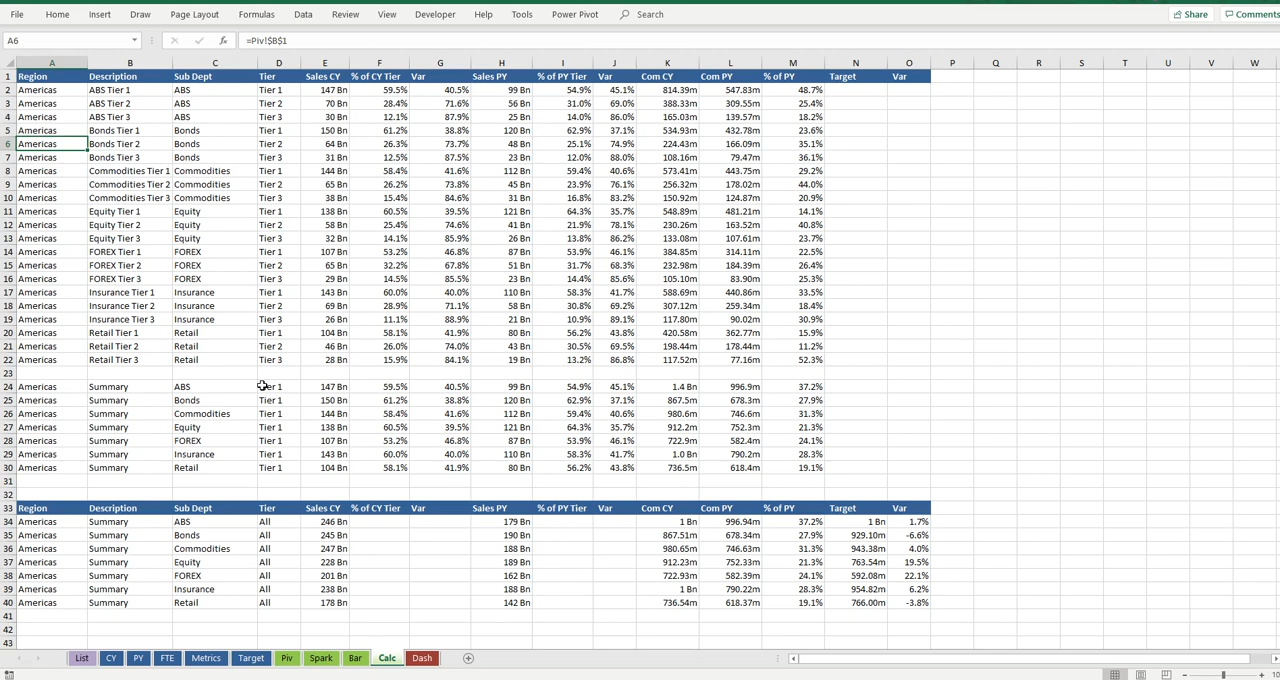 File Home Insert Draw Page Layout Formulas Data Review View Developer Help Tools Power Pivot Search Share Comments
A6 fx =Piv!$B$1
A B C D E F G H I J K L M N O P Q R S T U V W
1 Region Description Sub Dept Tier Sales CY % of CY Tier Var Sales PY % of PY Tier Var Com CY Com PY % of PY Target Var
2 Americas ABS Tier 1 ABS Tier 1 147 Bn 59.5% 40.5% 99 Bn 54.9% 45.1% 814.39m 547.83m 48.7%
3 Americas ABS Tier 2 ABS Tier 2 70 Bn 28.4% 71.6% 56 Bn 31.0% 69.0% 388.33m 309.55m 25.4%
4 Americas ABS Tier 3 ABS Tier 3 30 Bn 12.1% 87.9% 25 Bn 14.0% 86.0% 165.03m 139.57m 18.2%
5 Americas Bonds Tier 1 Bonds Tier 1 150 Bn 61.2% 38.8% 120 Bn 62.9% 37.1% 534.93m 432.78m 23.6%
6 Americas Bonds Tier 2 Bonds Tier 2 64 Bn 26.3% 73.7% 48 Bn 25.1% 74.9% 224.43m 166.09m 35.1%
7 Americas Bonds Tier 3 Bonds Tier 3 31 Bn 12.5% 87.5% 23 Bn 12.0% 88.0% 108.16m 79.47m 36.1%
8 Americas Commodities Tier 1 Commodities Tier 1 144 Bn 58.4% 41.6% 112 Bn 59.4% 40.6% 573.41m 443.75m 29.2%
9 Americas Commodities Tier 2 Commodities Tier 2 65 Bn 26.2% 73.8% 45 Bn 23.9% 76.1% 256.32m 178.02m 44.0%
10 Americas Commodities Tier 3 Commodities Tier 3 38 Bn 15.4% 84.6% 31 Bn 16.8% 83.2% 150.92m 124.87m 20.9%
11 Americas Equity Tier 1 Equity Tier 1 138 Bn 60.5% 39.5% 121 Bn 64.3% 35.7% 548.89m 481.21m 14.1%
12 Americas Equity Tier 2 Equity Tier 2 58 Bn 25.4% 74.6% 41 Bn 21.9% 78.1% 230.26m 163.52m 40.8%
13 Americas Equity Tier 3 Equity Tier 3 32 Bn 14.1% 85.9% 26 Bn 13.8% 86.2% 133.08m 107.61m 23.7%
14 Americas FOREX Tier 1 FOREX Tier 1 107 Bn 53.2% 46.8% 87 Bn 53.9% 46.1% 384.85m 314.11m 22.5%
15 Americas FOREX Tier 2 FOREX Tier 2 65 Bn 32.2% 67.8% 51 Bn 31.7% 68.3% 232.98m 184.39m 26.4%
16 Americas FOREX Tier 3 FOREX Tier 3 29 Bn 14.5% 85.5% 23 Bn 14.4% 85.6% 105.10m 83.90m 25.3%
17 Americas Insurance Tier 1 Insurance Tier 1 143 Bn 60.0% 40.0% 110 Bn 58.3% 41.7% 588.69m 440.86m 33.5%
18 Americas Insurance Tier 2 Insurance Tier 2 69 Bn 28.9% 71.1% 58 Bn 30.8% 69.2% 307.12m 259.34m 18.4%
19 Americas Insurance Tier 3 Insurance Tier 3 26 Bn 11.1% 88.9% 21 Bn 10.9% 89.1% 117.80m 90.02m 30.9%
20 Americas Retail Tier 1 Retail Tier 1 104 Bn 58.1% 41.9% 80 Bn 56.2% 43.8% 420.58m 362.77m 15.9%
21 Americas Retail Tier 2 Retail Tier 2 46 Bn 26.0% 74.0% 43 Bn 30.5% 69.5% 198.44m 178.44m 11.2%
22 Americas Retail Tier 3 Retail Tier 3 28 Bn 15.9% 84.1% 19 Bn 13.2% 86.8% 117.52m 77.16m 52.3%
23
24 Americas Summary ABS Tier 1 147 Bn 59.5% 40.5% 99 Bn 54.9% 45.1% 1.4 Bn 996.9m 37.2%
25 Americas Summary Bonds Tier 1 150 Bn 61.2% 38.8% 120 Bn 62.9% 37.1% 867.5m 678.3m 27.9%
26 Americas Summary Commodities Tier 1 144 Bn 58.4% 41.6% 112 Bn 59.4% 40.6% 980.6m 746.6m 31.3%
27 Americas Summary Equity Tier 1 138 Bn 60.5% 39.5% 121 Bn 64.3% 35.7% 912.2m 752.3m 21.3%
28 Americas Summary FOREX Tier 1 107 Bn 53.2% 46.8% 87 Bn 53.9% 46.1% 722.9m 582.4m 24.1%
29 Americas Summary Insurance Tier 1 143 Bn 60.0% 40.0% 110 Bn 58.3% 41.7% 1.0 Bn 790.2m 28.3%
30 Americas Summary Retail Tier 1 104 Bn 58.1% 41.9% 80 Bn 56.2% 43.8% 736.5m 618.4m 19.1%
31
32
33 Region Description Sub Dept Tier Sales CY % of CY Tier Var Sales PY % of PY Tier Var Com CY Com PY % of PY Target Var
34 Americas Summary ABS All 246 Bn 179 Bn 1 Bn 996.94m 37.2% 1 Bn 1.7%
35 Americas Summary Bonds All 245 Bn 190 Bn 867.51m 678.34m 27.9% 929.10m -6.6%
36 Americas Summary Commodities All 247 Bn 188 Bn 980.65m 746.63m 31.3% 943.38m 4.0%
37 Americas Summary Equity All 228 Bn 189 Bn 912.23m 752.33m 21.3% 763.54m 19.5%
38 Americas Summary FOREX All 201 Bn 162 Bn 722.93m 582.39m 24.1% 592.08m 22.1%
39 Americas Summary Insurance All 238 Bn 188 Bn 1 Bn 790.22m 28.3% 954.82m 6.2%
40 Americas Summary Retail All 178 Bn 142 Bn 736.54m 618.37m 19.1% 766.00m -3.8%
41
42
43
List CY PY FTE Metrics Target Piv Spark Bar Calc Dash
10